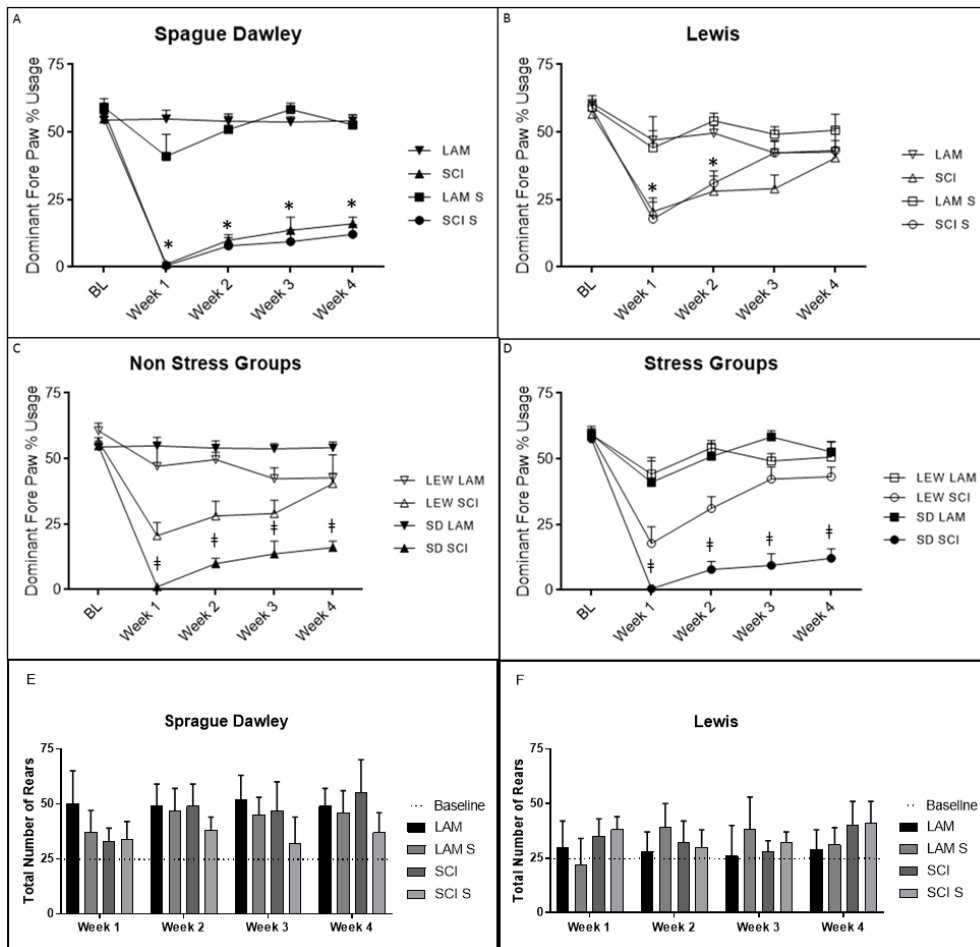 A
Spague Dawley
Dominant Fore Paw % Usage
75
50
25
0
*
*
*
*
BL
Week 1
Week 2
Week 3
Week 4
LAM
SCI
LAM S
SCI S
B
Lewis
Dominant Fore Paw % Usage
75
50
25
0
*
*
BL
Week 1
Week 2
Week 3
Week 4
LAM
SCI
LAM S
SCI S
C
Non Stress Groups
Dominant Fore Paw % Usage
75
50
25
0
ǂ
ǂ
ǂ
ǂ
BL
Week 1
Week 2
Week 3
Week 4
LEW LAM
LEW SCI
SD LAM
SD SCI
D
Stress Groups
Dominant Fore Paw % Usage
75
50
25
0
ǂ
ǂ
ǂ
ǂ
BL
Week 1
Week 2
Week 3
Week 4
LEW LAM
LEW SCI
SD LAM
SD SCI
E
Sprague Dawley
Total Number of Rears
75
50
25
0
Week 1
Week 2
Week 3
Week 4
Baseline
LAM
LAM S
SCI
SCI S
F
Lewis
Total Number of Rears
75
50
25
0
Week 1
Week 2
Week 3
Week 4
Baseline
LAM
LAM S
SCI
SCI S